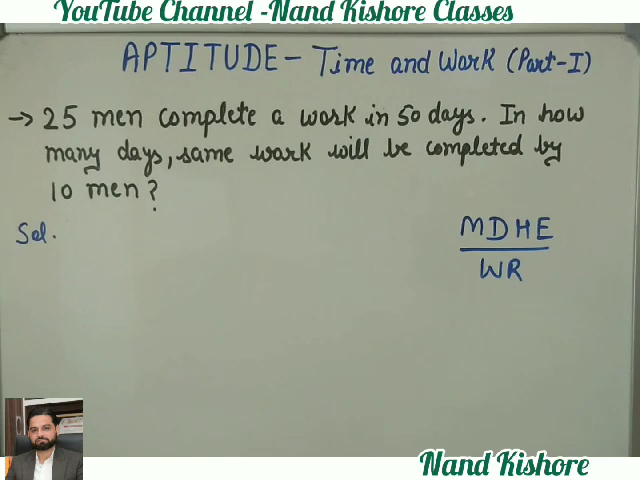 YouTube Channel -Nand Kishore Classes
APTITUDE - Time and Work (Part-I)
→ 25 men complete a work in 50 days. In how
many days, same work will be completed by
10 men?
Sol.
MDHE
WR
Nand Kishore